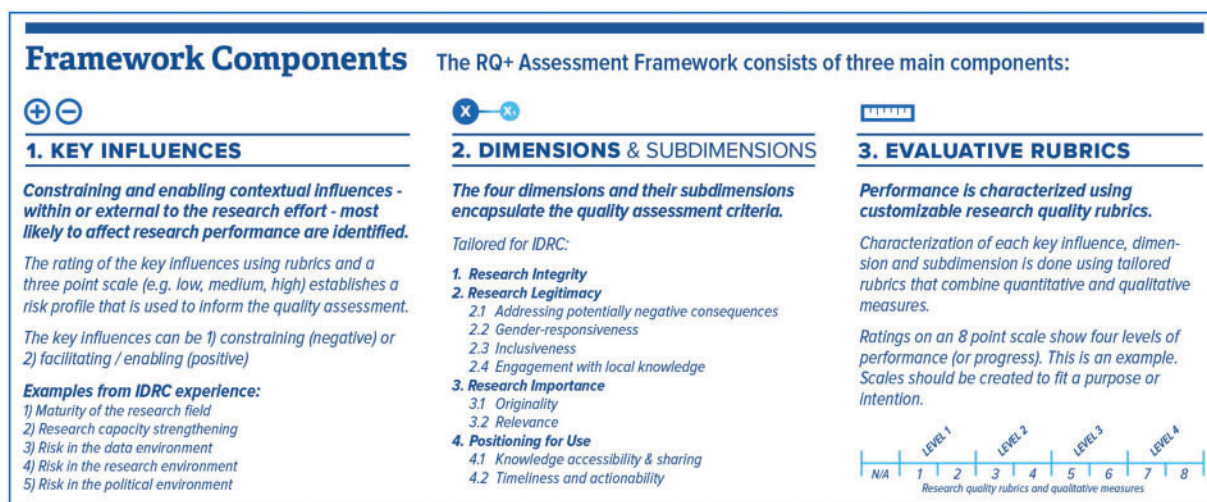 Framework Components
The RQ+ Assessment Framework consists of three main components:
1. KEY INFLUENCES
Constraining and enabling contextual influences -
within or external to the research effort - most
likely to affect research performance are identified.
The rating of the key influences using rubrics and a
three point scale (e.g. low, medium, high) establishes a
risk profile that is used to inform the quality assessment.
The key influences can be 1) constraining (negative) or
2) facilitating / enabling (positive)
Examples from IDRC experience:
1) Maturity of the research field
2) Research capacity strengthening
3) Risk in the data environment
4) Risk in the research environment
5) Risk in the political environment
X X₁
2. DIMENSIONS & SUBDIMENSIONS
The four dimensions and their subdimensions
encapsulate the quality assessment criteria.
Tailored for IDRC:
1. Research Integrity
2. Research Legitimacy
2.1 Addressing potentially negative consequences
2.2 Gender-responsiveness
2.3 Inclusiveness
2.4 Engagement with local knowledge
3. Research Importance
3.1 Originality
3.2 Relevance
4. Positioning for Use
4.1 Knowledge accessibility & sharing
4.2 Timeliness and actionability
3. EVALUATIVE RUBRICS
Performance is characterized using
customizable research quality rubrics.
Characterization of each key influence, dimen-
sion and subdimension is done using tailored
rubrics that combine quantitative and qualitative
measures.
Ratings on an 8 point scale show four levels of
performance (or progress). This is an example.
Scales should be created to fit a purpose or
intention.
LEVEL 1 LEVEL 2 LEVEL 3 LEVEL 4
N/A 1 2 3 4 5 6 7 8
Research quality rubrics and qualitative measures